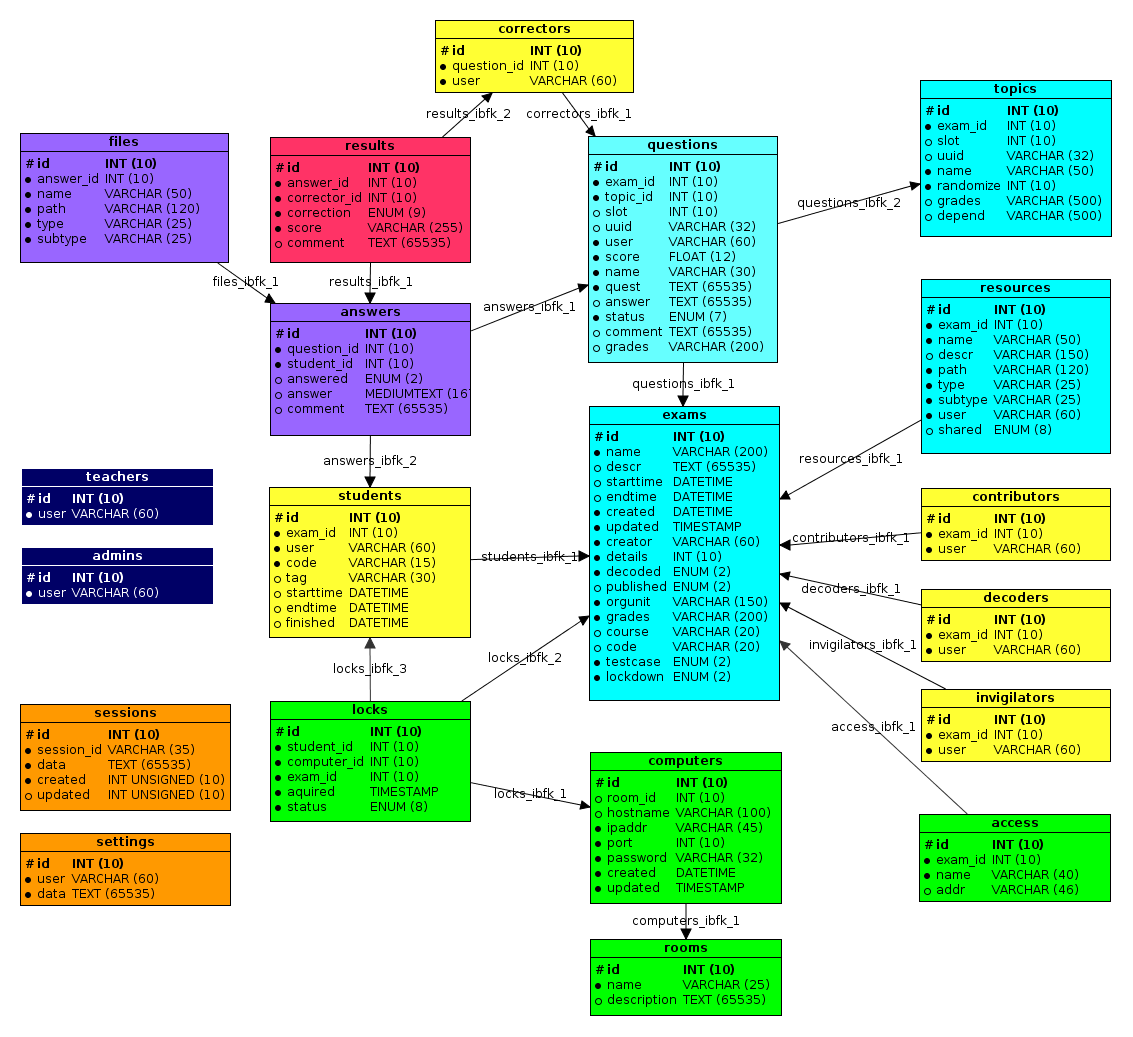 correctors
# id INT (10)
● question_id INT (10)
● user VARCHAR (60)
results_ibfk_2
correctors_ibfk_1
topics
# id INT (10)
● exam_id INT (10)
○ slot INT (10)
○ uuid VARCHAR (32)
● name VARCHAR (50)
● randomize INT (10)
○ grades VARCHAR (500)
○ depend VARCHAR (500)
files
# id INT (10)
● answer_id INT (10)
● name VARCHAR (50)
● path VARCHAR (120)
● type VARCHAR (25)
● subtype VARCHAR (25)
files_ibfk_1
results
# id INT (10)
● answer_id INT (10)
● corrector_id INT (10)
● correction ENUM (9)
● score VARCHAR (255)
○ comment TEXT (65535)
results_ibfk_1
questions
# id INT (10)
● exam_id INT (10)
● topic_id INT (10)
○ slot INT (10)
○ uuid VARCHAR (32)
● user VARCHAR (60)
● score FLOAT (12)
● name VARCHAR (30)
● quest TEXT (65535)
○ answer TEXT (65535)
● status ENUM (7)
○ comment TEXT (65535)
○ grades VARCHAR (200)
questions_ibfk_2
questions_ibfk_1
answers
# id INT (10)
● question_id INT (10)
● student_id INT (10)
○ answered ENUM (2)
○ answer MEDIUMTEXT (16
○ comment TEXT (65535)
answers_ibfk_1
answers_ibfk_2
resources
# id INT (10)
● exam_id INT (10)
● name VARCHAR (50)
○ descr VARCHAR (150)
● path VARCHAR (120)
● type VARCHAR (25)
● subtype VARCHAR (25)
● user VARCHAR (60)
○ shared ENUM (8)
resources_ibfk_1
exams
# id INT (10)
● name VARCHAR (200)
○ descr TEXT (65535)
○ starttime DATETIME
○ endtime DATETIME
● created DATETIME
● updated TIMESTAMP
● creator VARCHAR (60)
● details INT (10)
● decoded ENUM (2)
○ published ENUM (2)
● orgunit VARCHAR (150)
● grades VARCHAR (200)
○ course VARCHAR (20)
○ code VARCHAR (20)
● testcase ENUM (2)
● lockdown ENUM (2)
teachers
# id INT (10)
● user VARCHAR (60)
admins
# id INT (10)
● user VARCHAR (60)
students
# id INT (10)
● exam_id INT (10)
● user VARCHAR (60)
● code VARCHAR (15)
○ tag VARCHAR (30)
○ starttime DATETIME
○ endtime DATETIME
○ finished DATETIME
students_ibfk_1
contributors
# id INT (10)
● exam_id INT (10)
● user VARCHAR (60)
contributors_ibfk_1
decoders
# id INT (10)
● exam_id INT (10)
● user VARCHAR (60)
decoders_ibfk_1
invigilators
# id INT (10)
● exam_id INT (10)
● user VARCHAR (60)
invigilators_ibfk_1
locks_ibfk_3
locks_ibfk_2
access_ibfk_1
sessions
# id INT (10)
● session_id VARCHAR (35)
● data TEXT (65535)
● created INT UNSIGNED (10)
○ updated INT UNSIGNED (10)
locks
# id INT (10)
● student_id INT (10)
● computer_id INT (10)
● exam_id INT (10)
● aquired TIMESTAMP
● status ENUM (8)
locks_ibfk_1
computers
# id INT (10)
○ room_id INT (10)
○ hostname VARCHAR (100)
● ipaddr VARCHAR (45)
● port INT (10)
● password VARCHAR (32)
● created DATETIME
● updated TIMESTAMP
access
# id INT (10)
● exam_id INT (10)
● name VARCHAR (40)
○ addr VARCHAR (46)
settings
# id INT (10)
● user VARCHAR (60)
● data TEXT (65535)
computers_ibfk_1
rooms
# id INT (10)
● name VARCHAR (25)
○ description TEXT (65535)